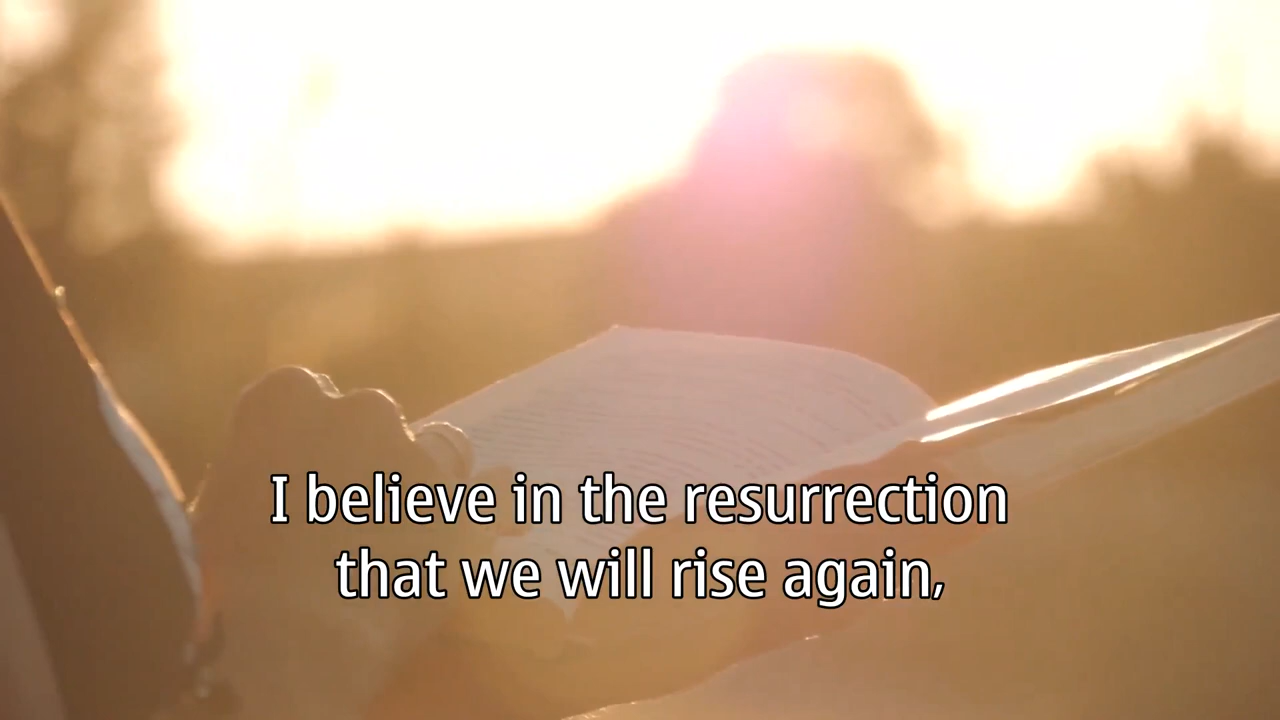 I believe in the resurrection
that we will rise again,